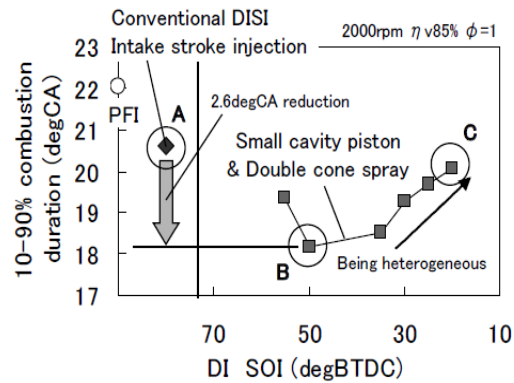 Conventional DISI
Intake stroke injection
2000rpm ηv85% φ=1
23
22
21
20
19
18
17
10-90% combustion
duration (degCA)
PFI
A
2.6degCA reduction
Small cavity piston
& Double cone spray
C
B
Being heterogeneous
70
50
30
10
DI SOI (degBTDC)